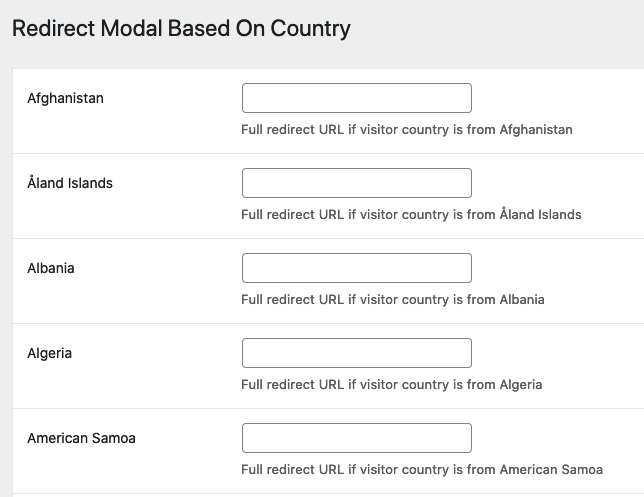 Redirect Modal Based On Country
Afghanistan
Full redirect URL if visitor country is from Afghanistan
Åland Islands
Full redirect URL if visitor country is from Åland Islands
Albania
Full redirect URL if visitor country is from Albania
Algeria
Full redirect URL if visitor country is from Algeria
American Samoa
Full redirect URL if visitor country is from American Samoa